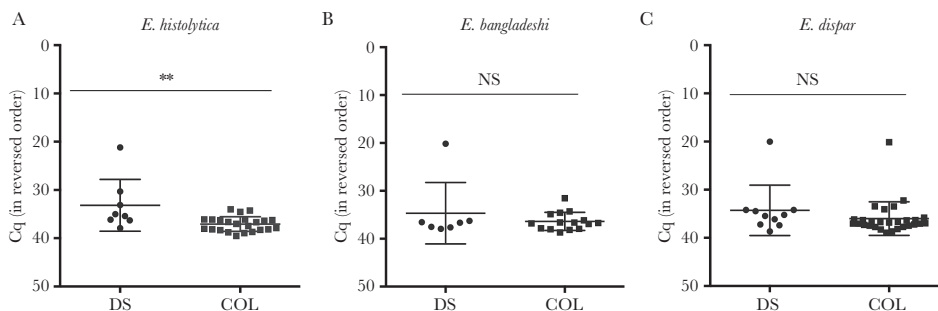 A
E. histolytica
Cq (in reversed order)
0
10
20
30
40
50
**
DS
COL
B
E. bangladeshi
Cq (in reversed order)
0
10
20
30
40
50
NS
DS
COL
C
E. dispar
Cq (in reversed order)
0
10
20
30
40
50
NS
DS
COL